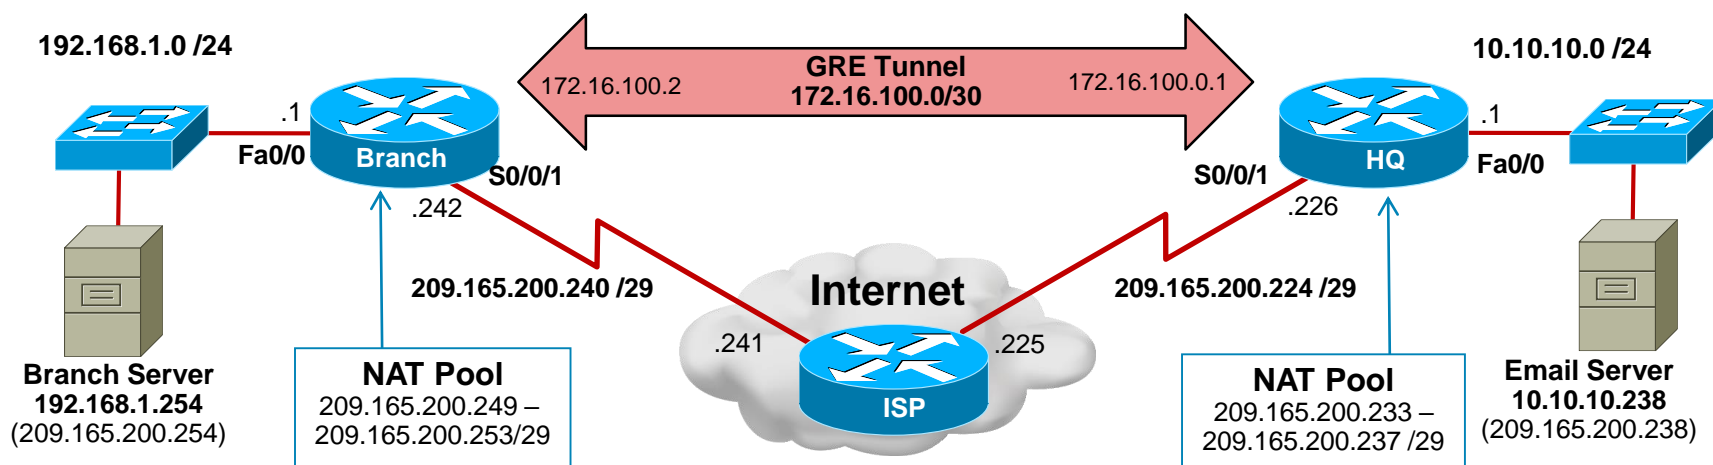 192.168.1.0 /24
10.10.10.0 /24
GRE Tunnel
172.16.100.0/30
172.16.100.2
172.16.100.0.1
.1
Fa0/0
Branch
S0/0/1
.242
HQ
.1
Fa0/0
S0/0/1
.226
209.165.200.240 /29
Internet
209.165.200.224 /29
.241
.225
ISP
Branch Server
192.168.1.254
(209.165.200.254)
NAT Pool
209.165.200.249 –
209.165.200.253/29
NAT Pool
209.165.200.233 –
209.165.200.237 /29
Email Server
10.10.10.238
(209.165.200.238)